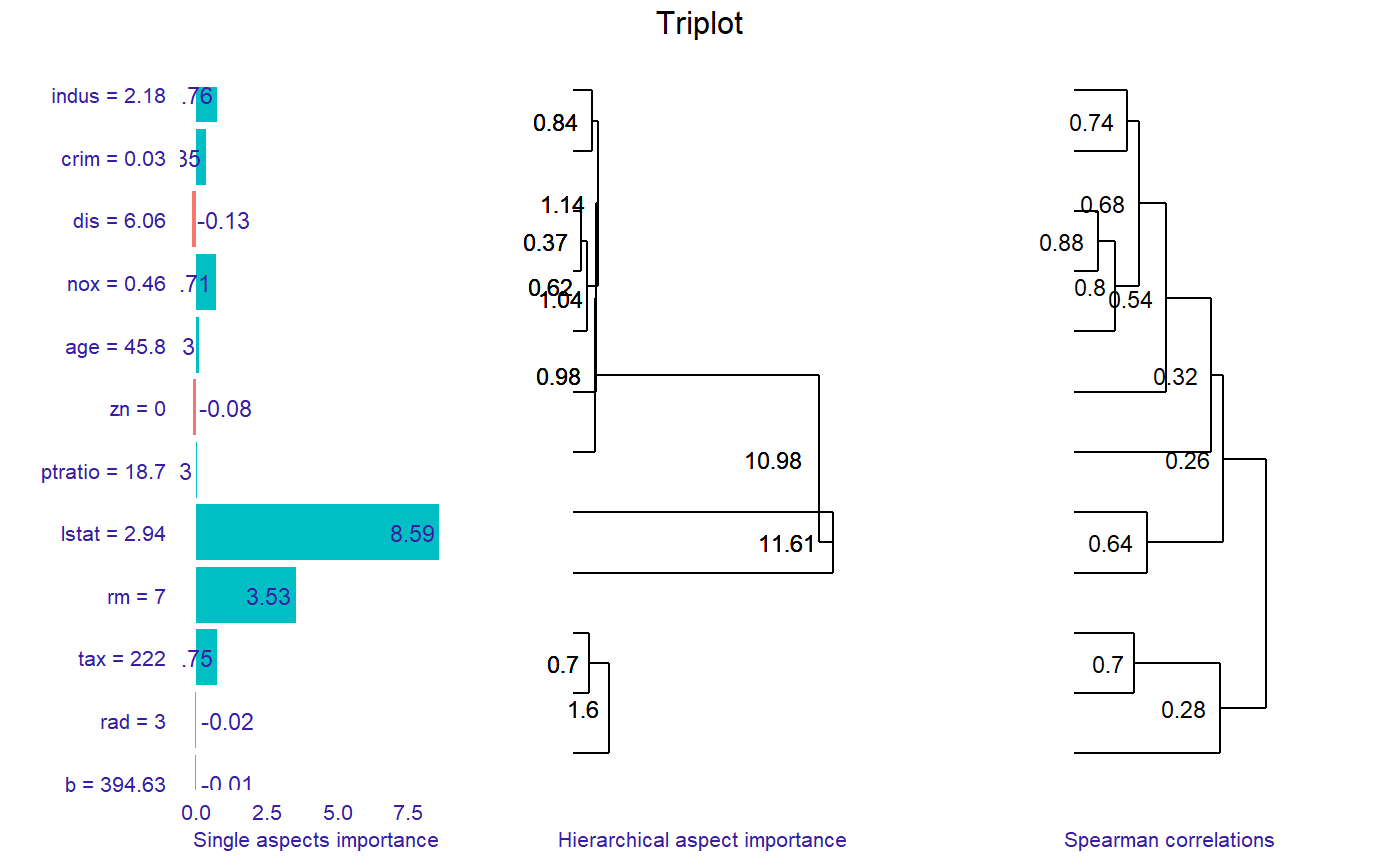 Triplot
indus = 2.18 .76
crim = 0.03 35
dis = 6.06 -0.13
nox = 0.46 .71
age = 45.8 3
zn = 0 -0.08
ptratio = 18.7 3
lstat = 2.94 8.59
rm = 7 3.53
tax = 222 .75
rad = 3 -0.02
b = 394.63 -0.01
0.0 2.5 5.0 7.5
Single aspects importance
0.84
1.14
0.37
0.62
1.04
0.98
10.98
11.61
0.7
1.6
Hierarchical aspect importance
0.74
0.68
0.88
0.8
0.54
0.32
0.26
0.64
0.7
0.28
Spearman correlations